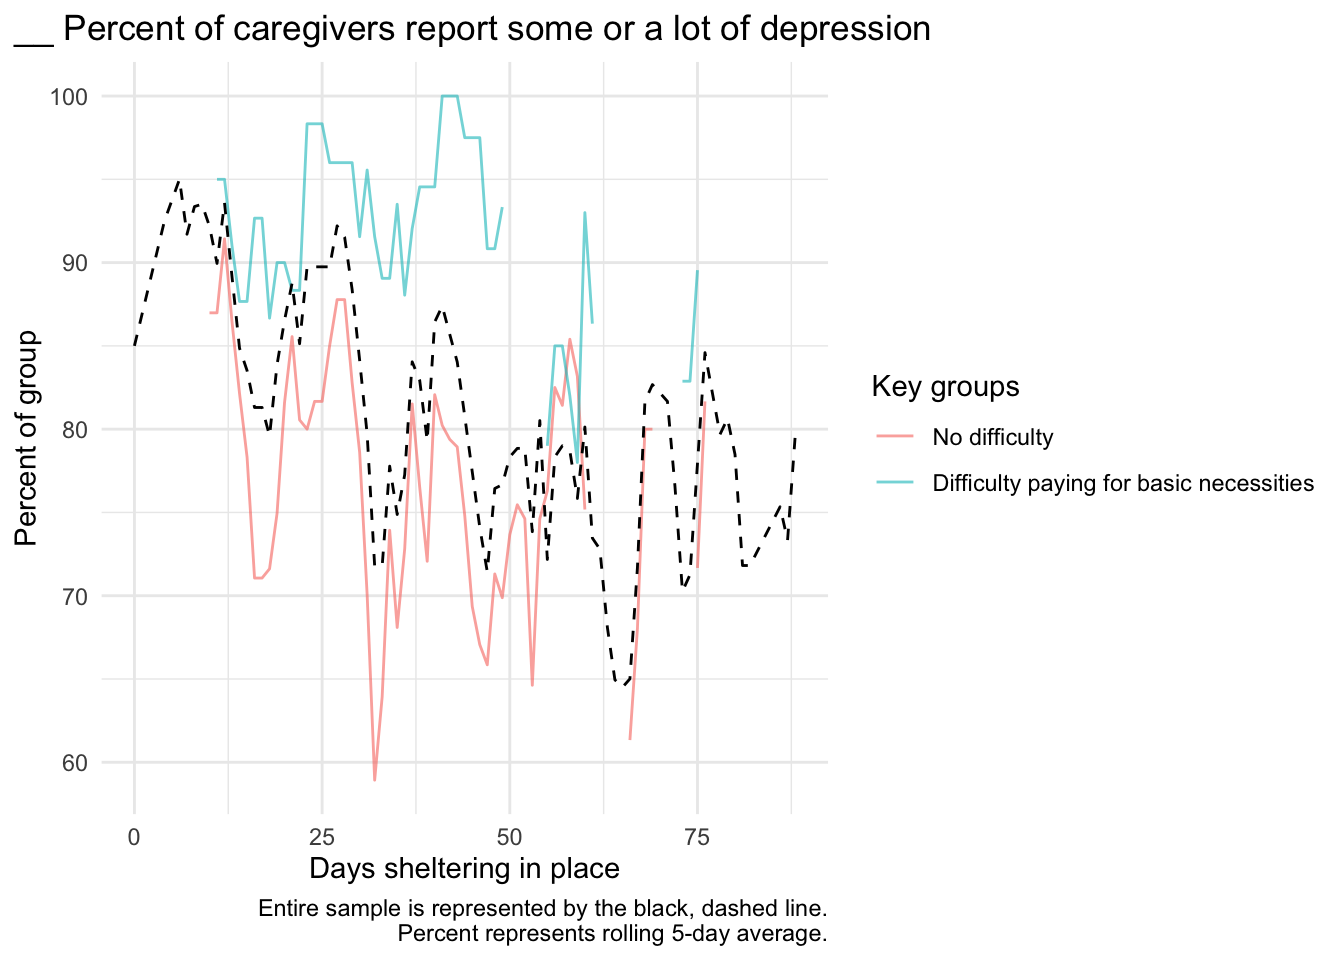 __ Percent of caregivers report some or a lot of depression
100
90
80
70
60
Percent of group
0 25 50 75
Days sheltering in place
Key groups
No difficulty
Difficulty paying for basic necessities
Entire sample is represented by the black, dashed line.
Percent represents rolling 5-day average.